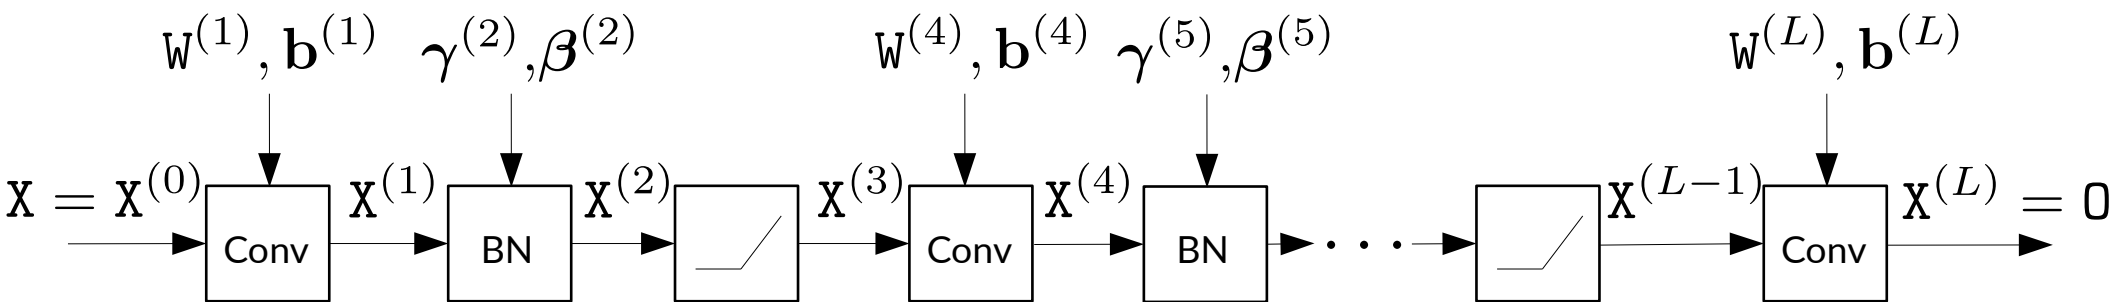 W^(1), b^(1) γ^(2), β^(2) W^(4), b^(4) γ^(5), β^(5) W^(L), b^(L)
X = X^(0) X^(1) X^(2) X^(3) X^(4) X^(L−1) X^(L) = O
Conv BN Conv BN · · · Conv